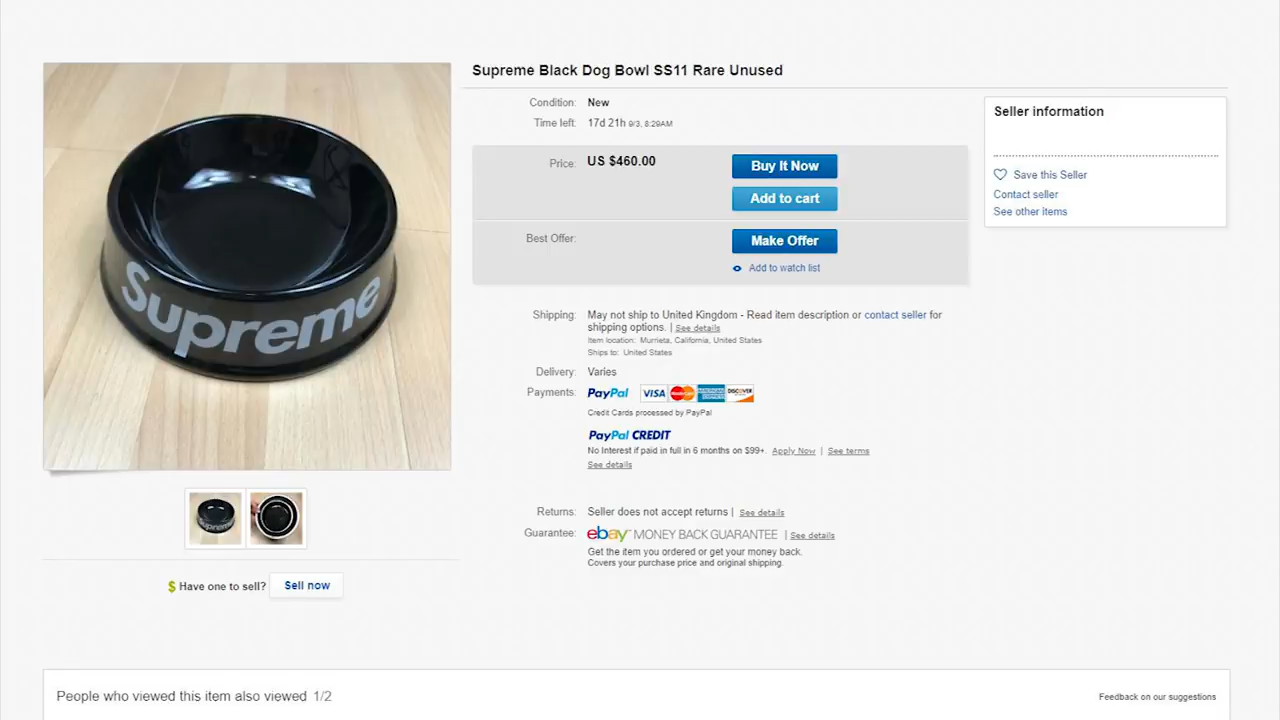 Supreme Black Dog Bowl SS11 Rare Unused
Supreme
Condition: New
Time left: 17d 21h 9/3, 8:29AM
Price: US $460.00
Buy It Now
Add to cart
Best Offer:
Make Offer
Add to watch list
Seller information
Save this Seller
Contact seller
See other items
Shipping: May not ship to United Kingdom - Read item description or contact seller for
shipping options. | See details
Item location: Murrieta, California, United States
Ships to: United States
Delivery: Varies
Payments: PayPal VISA MasterCard DISCOVER
Credit Cards processed by PayPal
PayPal CREDIT
No Interest if paid in full in 6 months on $99+. Apply Now | See terms
See details
Returns: Seller does not accept returns | See details
Guarantee: ebay MONEY BACK GUARANTEE | See details
Get the item you ordered or get your money back.
Covers your purchase price and original shipping.
Supreme
$ Have one to sell? Sell now
People who viewed this item also viewed 1/2
Feedback on our suggestions